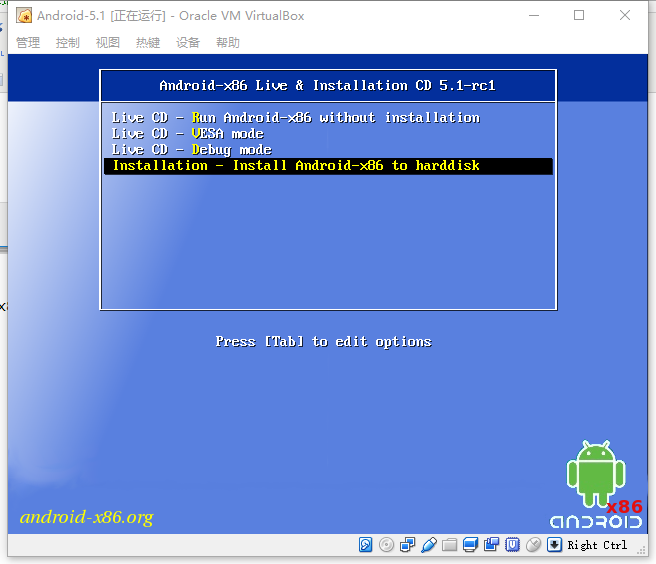 Android-5.1 [正在运行] - Oracle VM VirtualBox
管理 控制 视图 热键 设备 帮助
Android-x86 Live & Installation CD 5.1-rc1
Live CD - Run Android-x86 without installation
Live CD - VESA mode
Live CD - Debug mode
Installation - Install Android-x86 to harddisk
Press [Tab] to edit options
x86
android-x86.org
ANDROID
Right Ctrl